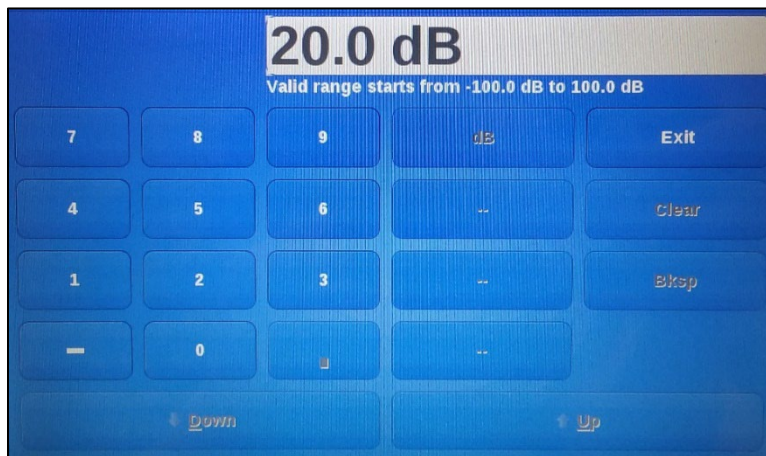 20.0 dB
Valid range starts from -100.0 dB to 100.0 dB
7 8 9 dB Exit
4 5 6 -- Clear
1 2 3 -- Bksp
- 0 . --
Down Up